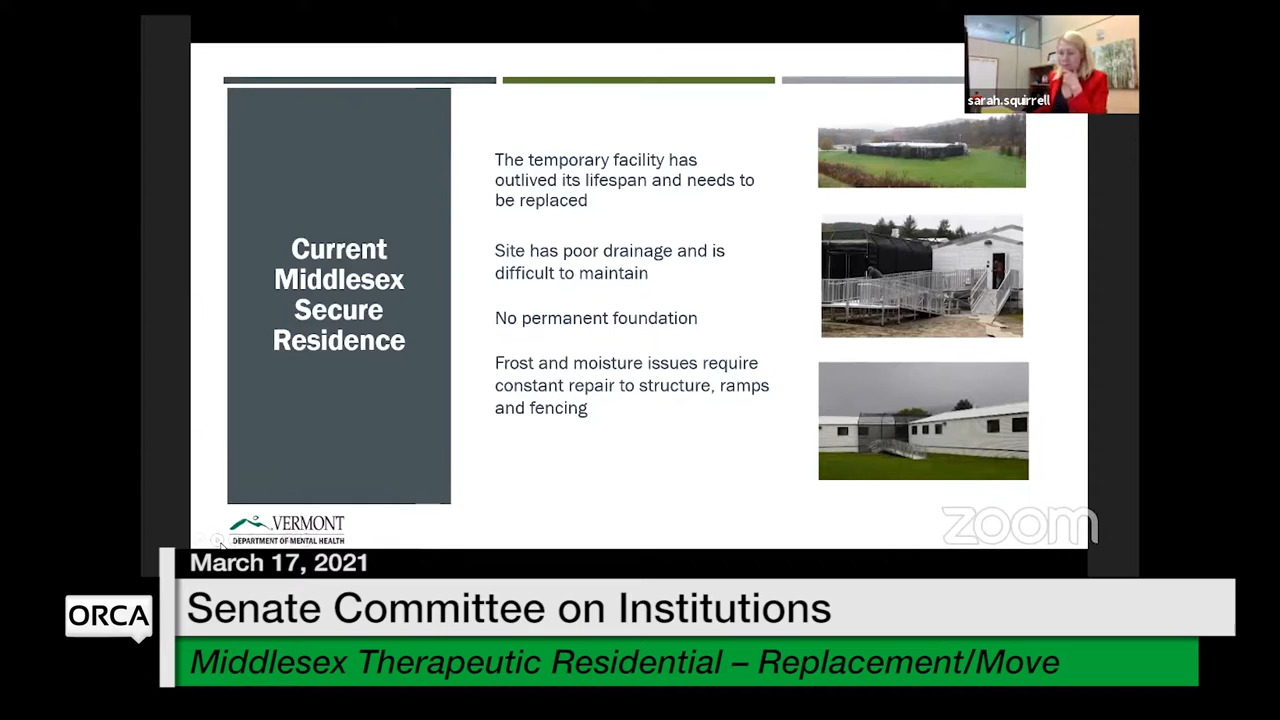 sarah.squirrell
Current
Middlesex
Secure
Residence
The temporary facility has
outlived its lifespan and needs to
be replaced
Site has poor drainage and is
difficult to maintain
No permanent foundation
Frost and moisture issues require
constant repair to structure, ramps
and fencing
VERMONT
DEPARTMENT OF MENTAL HEALTH
zoom
March 17, 2021
ORCA
Senate Committee on Institutions
Middlesex Therapeutic Residential – Replacement/Move